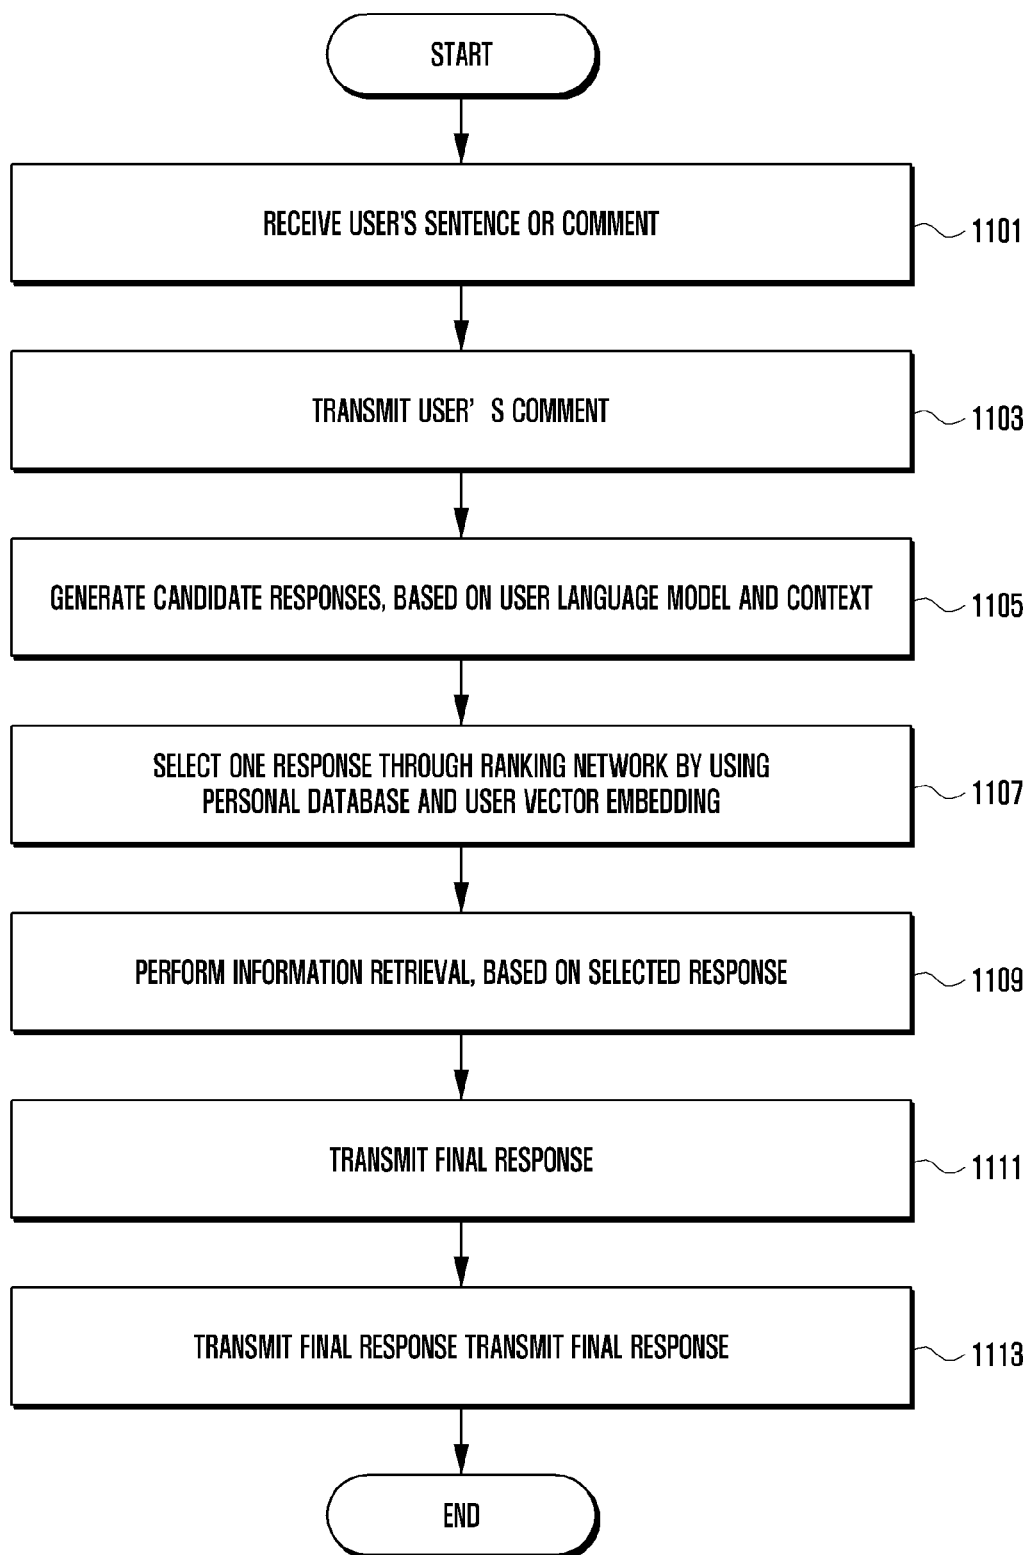 START
RECEIVE USER'S SENTENCE OR COMMENT
1101
TRANSMIT USER’ S COMMENT
1103
GENERATE CANDIDATE RESPONSES, BASED ON USER LANGUAGE MODEL AND CONTEXT
1105
SELECT ONE RESPONSE THROUGH RANKING NETWORK BY USING
PERSONAL DATABASE AND USER VECTOR EMBEDDING
1107
PERFORM INFORMATION RETRIEVAL, BASED ON SELECTED RESPONSE
1109
TRANSMIT FINAL RESPONSE
1111
TRANSMIT FINAL RESPONSE TRANSMIT FINAL RESPONSE
1113
END